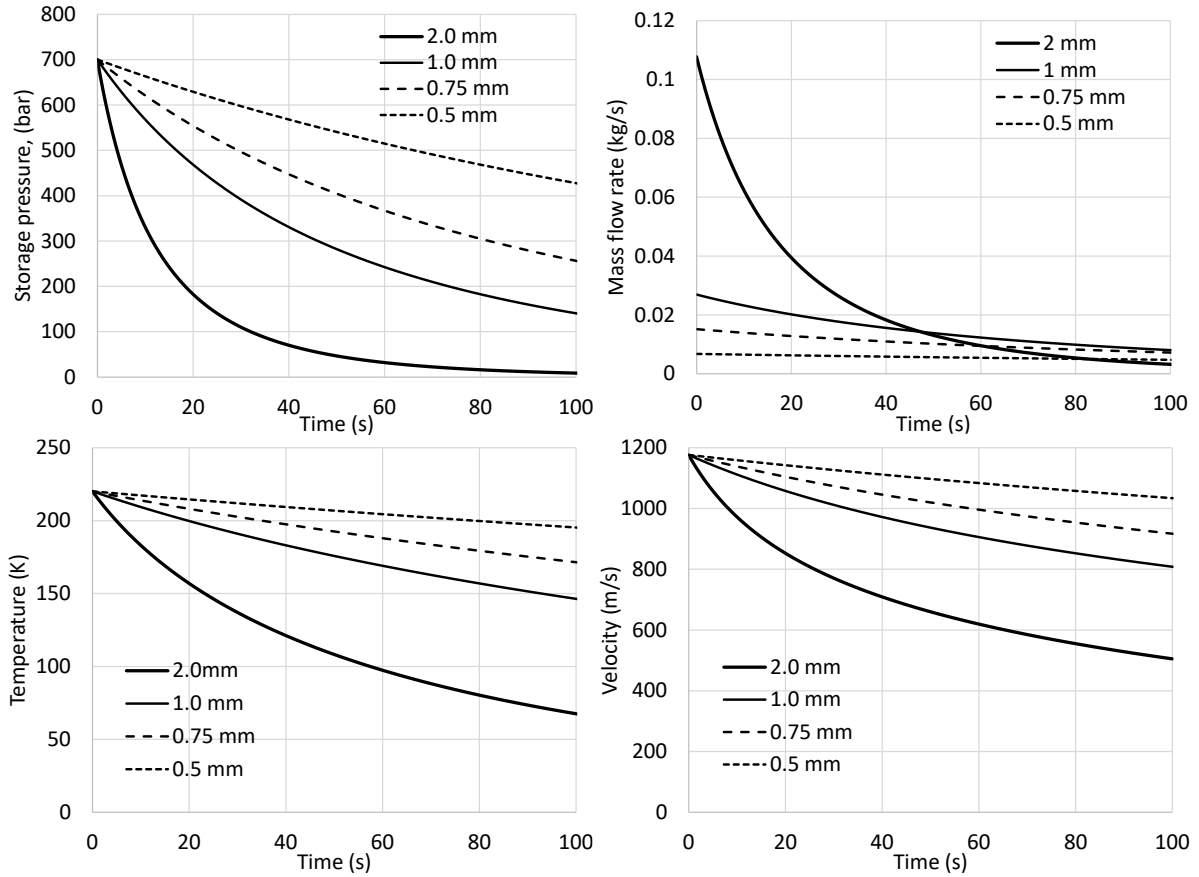 Storage pressure, (bar)
800
700
600
500
400
300
200
100
0
2.0 mm
1.0 mm
0.75 mm
0.5 mm
0 20 40 60 80 100
Time (s)
Mass flow rate (kg/s)
0.12
0.1
0.08
0.06
0.04
0.02
0
2 mm
1 mm
0.75 mm
0.5 mm
0 20 40 60 80 100
Time (s)
Temperature (K)
250
200
150
100
50
0
2.0mm
1.0 mm
0.75 mm
0.5 mm
0 20 40 60 80 100
Time (s)
Velocity (m/s)
1200
1000
800
600
400
200
0
2.0 mm
1.0 mm
0.75 mm
0.5 mm
0 20 40 60 80 100
Time (s)